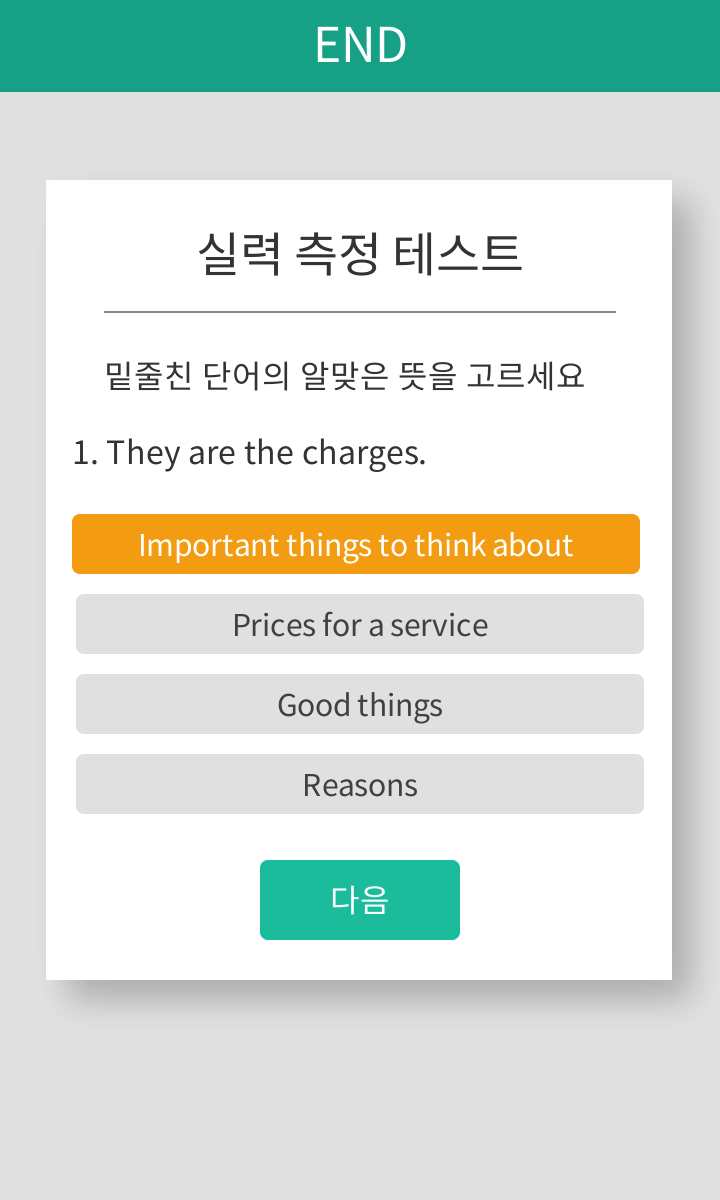 END
실력 측정 테스트
밑줄친 단어의 알맞은 뜻을 고르세요
1. They are the charges.
Important things to think about
Prices for a service
Good things
Reasons
다음